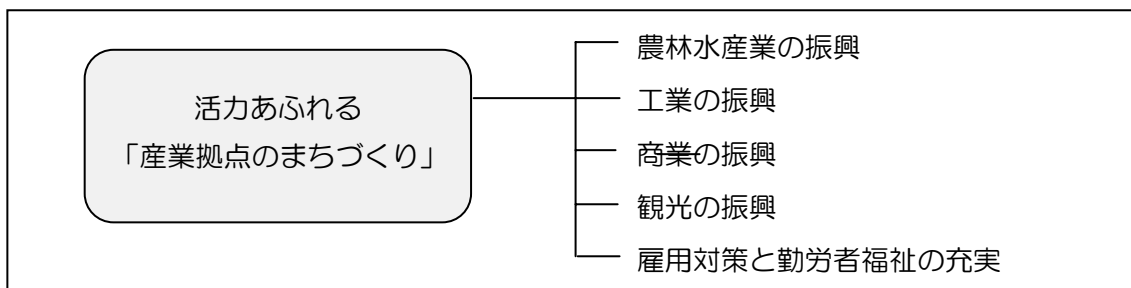 活力あふれる
「産業拠点のまちづくり」
農林水産業の振興
工業の振興
商業の振興
観光の振興
雇用対策と勤労者福祉の充実